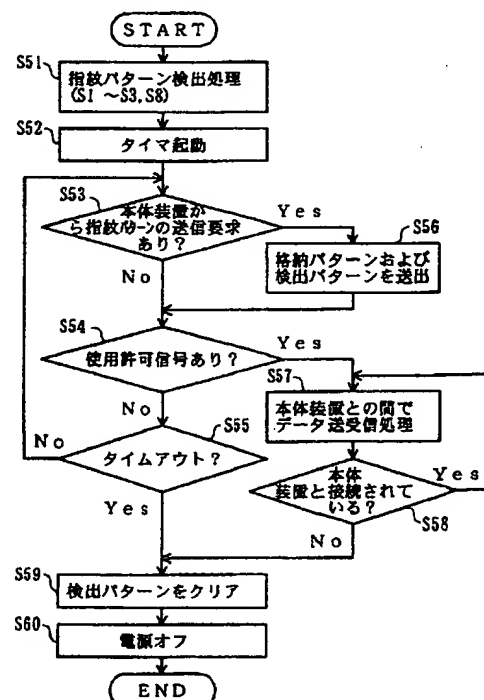 START
S51
指紋パターン検出処理
(S1 ~S3,S8)
S52
タイマ起動
S53
本体装置か
ら指紋パターンの送信要求
あり?
Yes
No
S56
格納パターンおよび
検出パターンを送出
S54
使用許可信号あり?
Yes
No
S57
本体装置との間で
データ送受信処理
S55
タイムアウト?
No
Yes
本体
装置と接続されて
いる?
Yes
S58
No
S59
検出パターンをクリア
S60
電源オフ
END